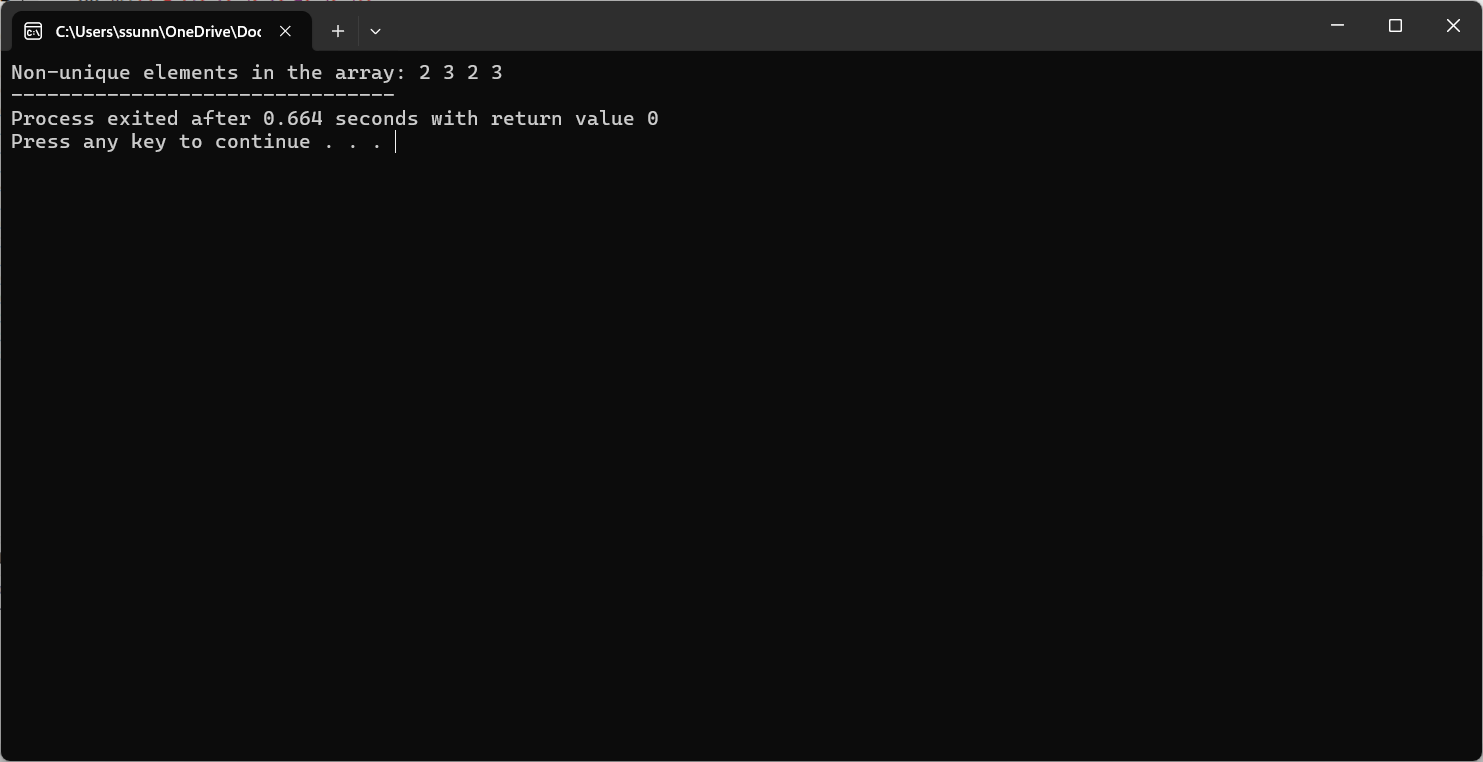 C:\Users\ssunn\OneDrive\Doc
Non-unique elements in the array: 2 3 2 3
--------------------------------
Process exited after 0.664 seconds with return value 0
Press any key to continue . . .